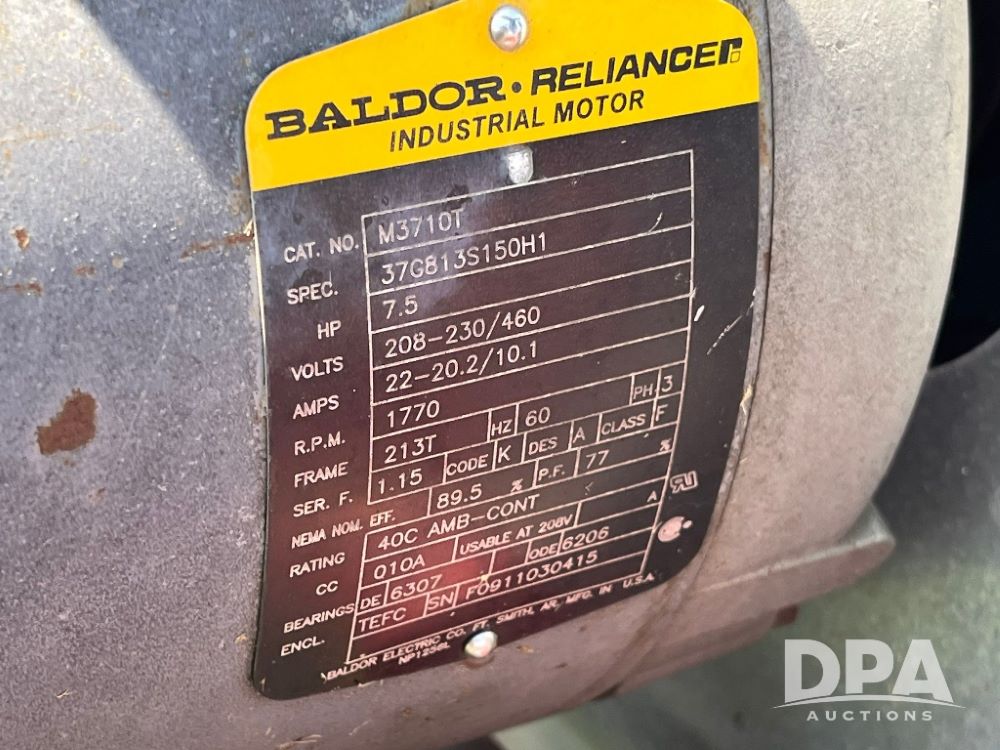 BALDOR · RELIANCE
INDUSTRIAL MOTOR
CAT. NO. M3710T
SPEC. 37G813S150H1
HP 7.5
VOLTS 208-230/460
AMPS 22-20.2/10.1
R.P.M. 1770
FRAME 213T HZ 60 PH 3
SER. F. 1.15 CODE K DES A CLASS F
NEMA NOM. EFF. 89.5 % P.F. 77 %
RATING 40C AMB-CONT
CC 010A USABLE AT 208V A
BEARINGS DE 6307 ODE 6206
ENCL. TEFC SN F0911030415
BALDOR ELECTRIC CO. FT. SMITH, AR. MFG. IN U.S.A.
NP1256L
DPA
AUCTIONS